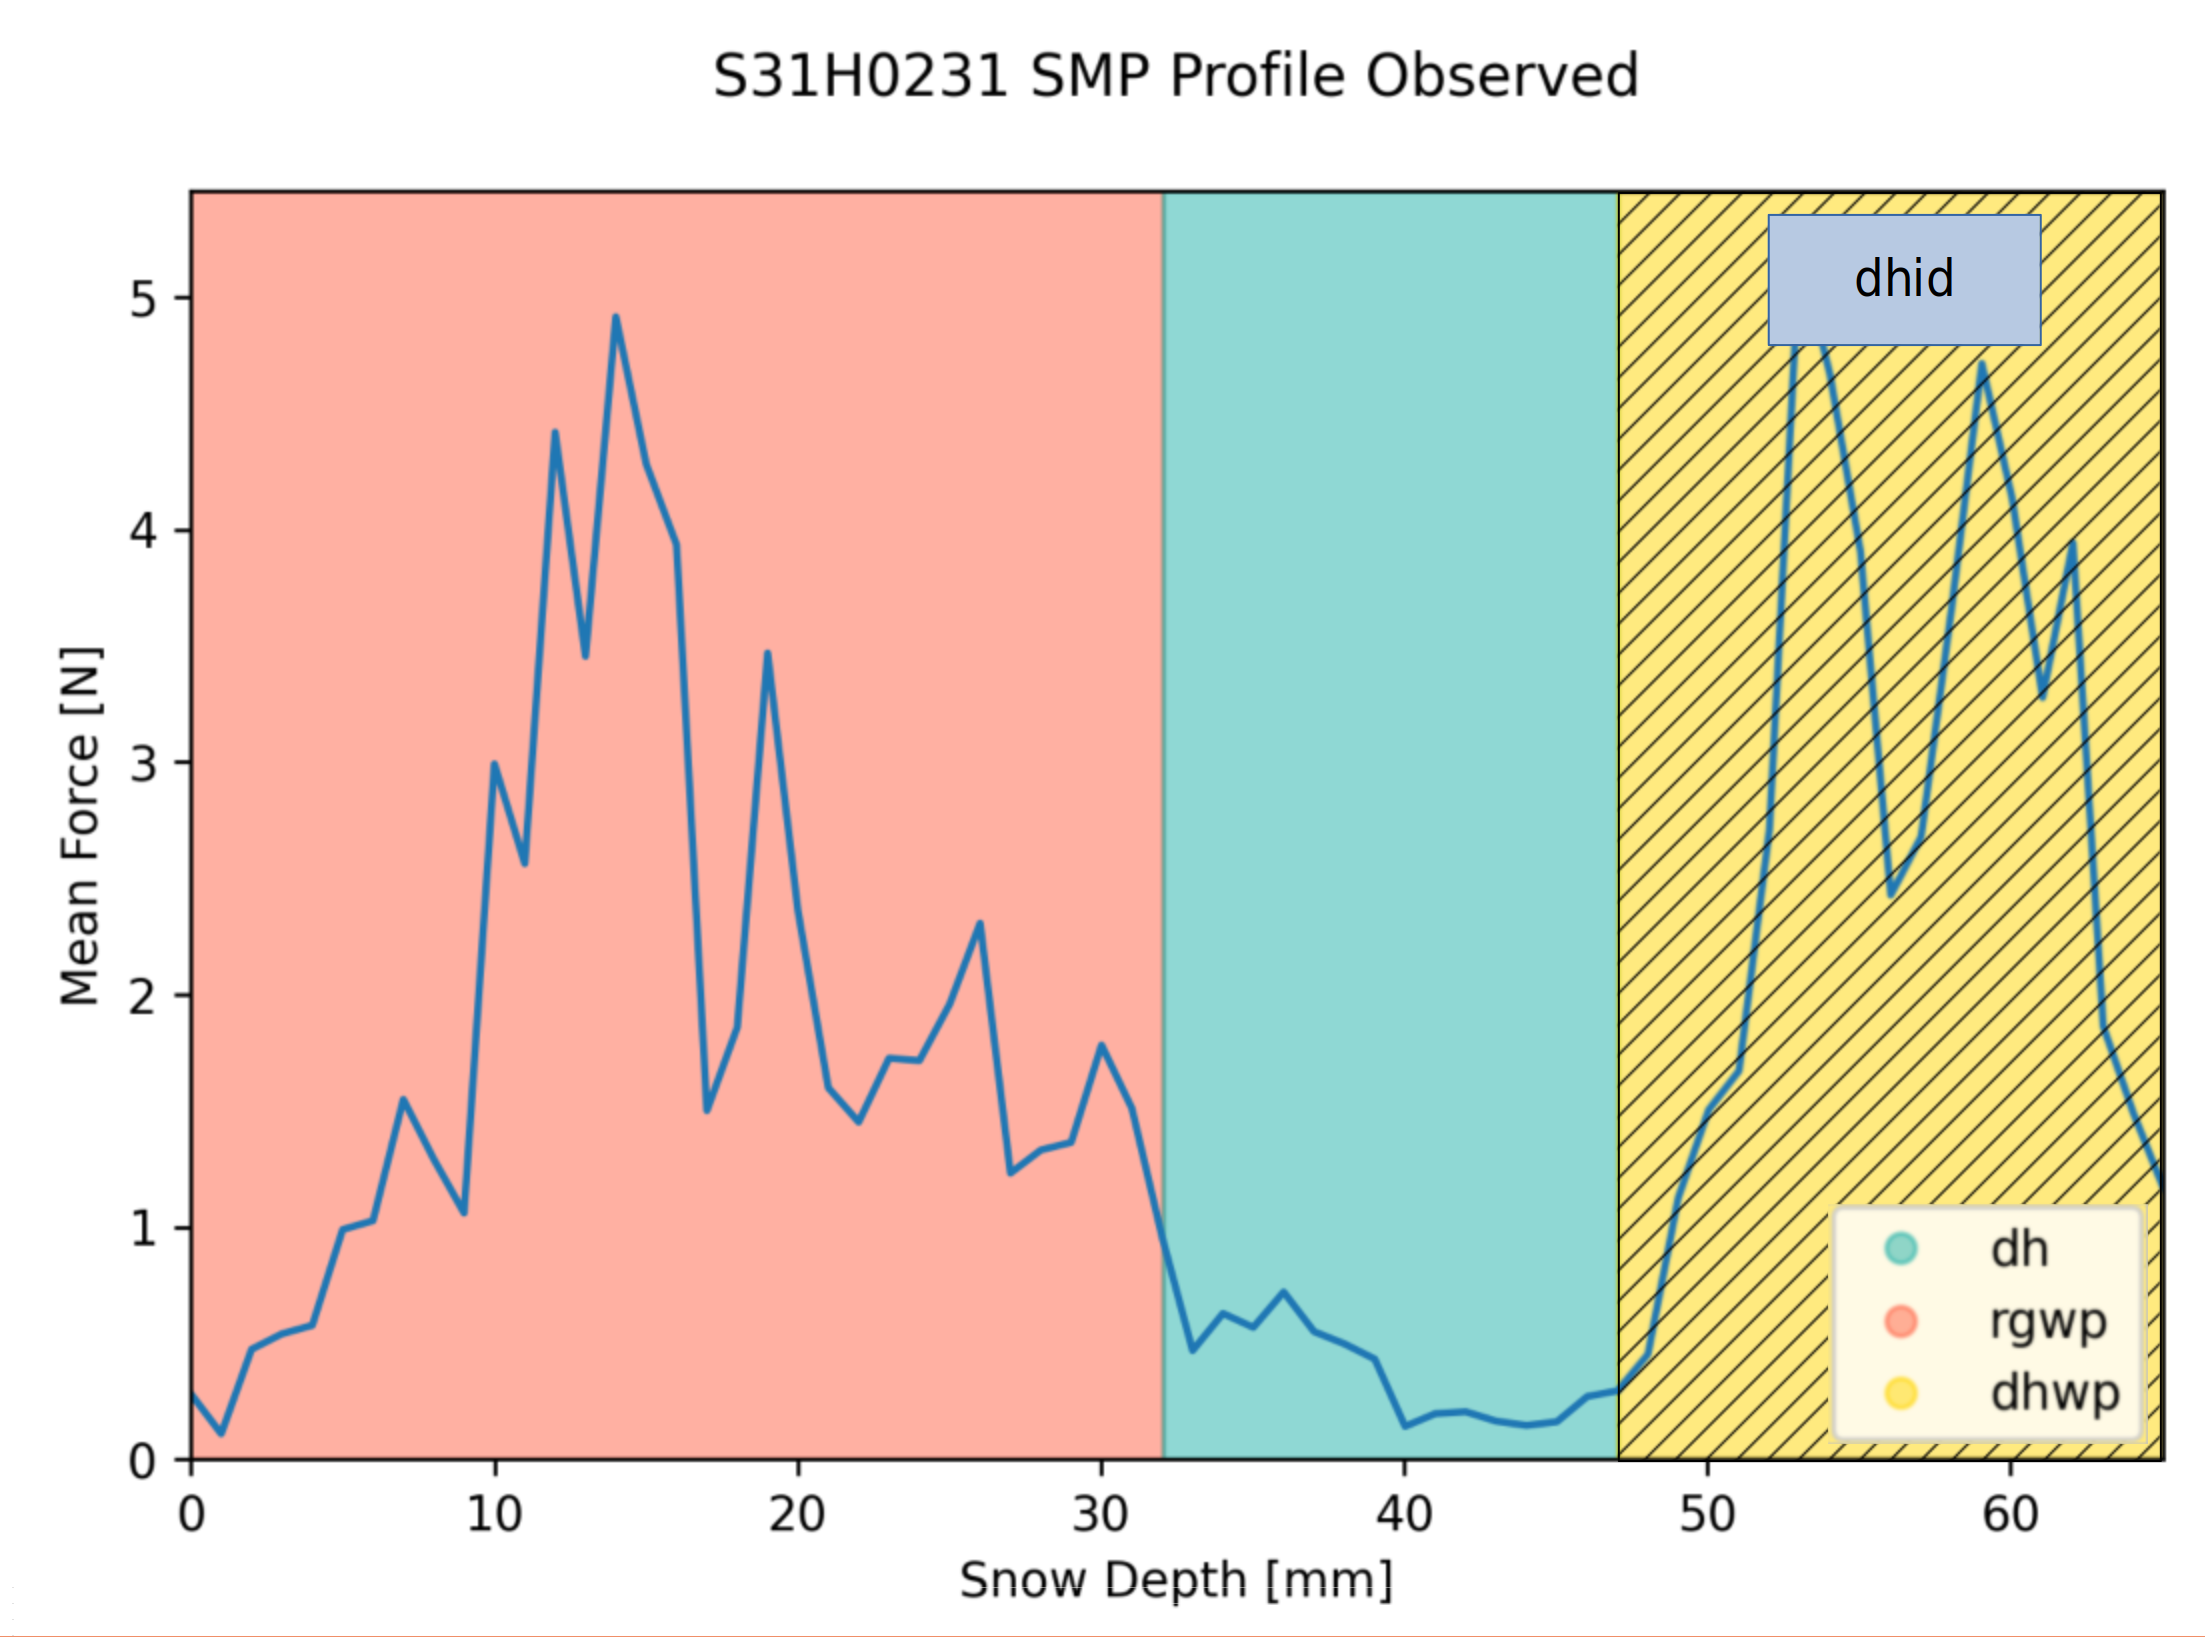 S31H0231 SMP Profile Observed
dhid
5
4
3
2
1
0
Mean Force [N]
dh
rgwp
dhwp
0 10 20 30 40 50 60
Snow Depth [mm]